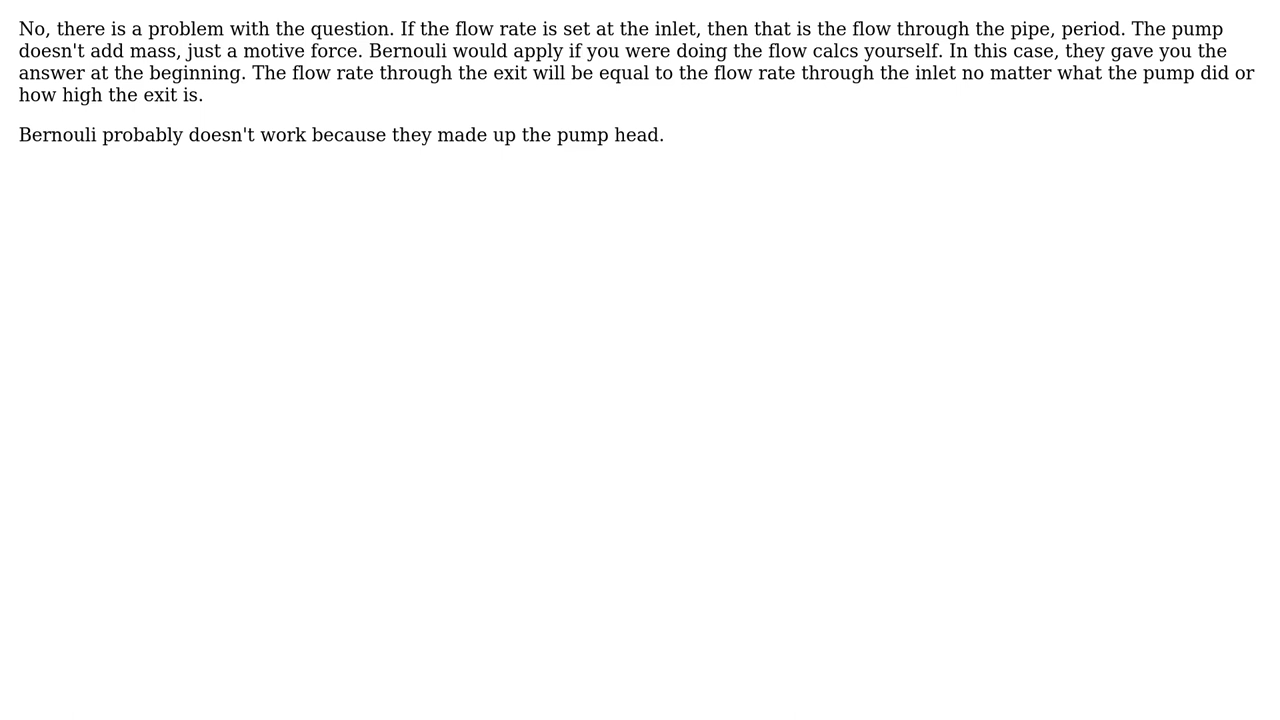 No, there is a problem with the question. If the flow rate is set at the inlet, then that is the flow through the pipe, period. The pump
doesn't add mass, just a motive force. Bernouli would apply if you were doing the flow calcs yourself. In this case, they gave you the
answer at the beginning. The flow rate through the exit will be equal to the flow rate through the inlet no matter what the pump did or
how high the exit is.
Bernouli probably doesn't work because they made up the pump head.